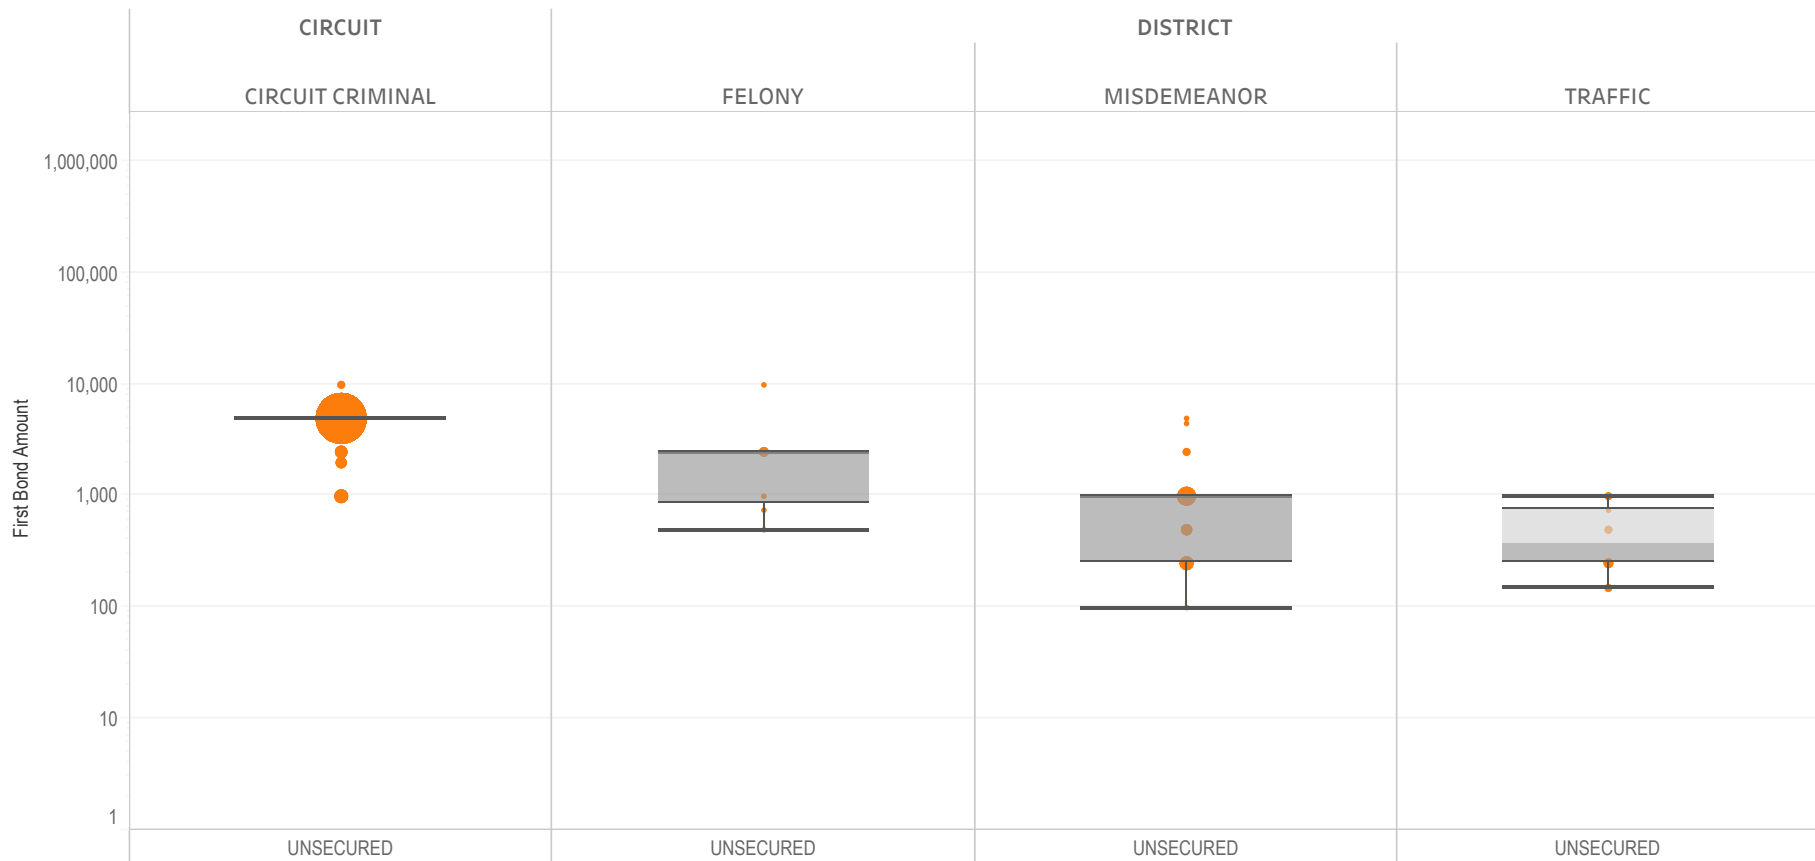 CIRCUIT
DISTRICT
CIRCUIT CRIMINAL
FELONY
MISDEMEANOR
TRAFFIC
First Bond Amount
1,000,000
100,000
10,000
1,000
100
10
1
UNSECURED
UNSECURED
UNSECURED
UNSECURED